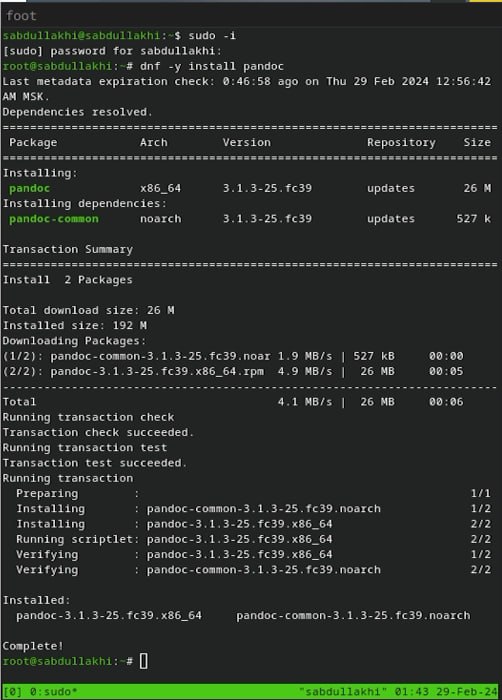 foot
sabdullakhi@sabdullakhi:~$ sudo -i
[sudo] password for sabdullakhi:
root@sabdullakhi:~# dnf -y install pandoc
Last metadata expiration check: 0:46:58 ago on Thu 29 Feb 2024 12:56:42
AM MSK.
Dependencies resolved.
================================================================================
Package Arch Version Repository Size
================================================================================
Installing:
pandoc x86_64 3.1.3-25.fc39 updates 26 M
Installing dependencies:
pandoc-common noarch 3.1.3-25.fc39 updates 527 k

Transaction Summary
================================================================================
Install 2 Packages

Total download size: 26 M
Installed size: 192 M
Downloading Packages:
(1/2): pandoc-common-3.1.3-25.fc39.noar 1.9 MB/s | 527 kB 00:00
(2/2): pandoc-3.1.3-25.fc39.x86_64.rpm 4.9 MB/s | 26 MB 00:05
--------------------------------------------------------------------------------
Total 4.1 MB/s | 26 MB 00:06
Running transaction check
Transaction check succeeded.
Running transaction test
Transaction test succeeded.
Running transaction
Preparing : 1/1
Installing : pandoc-common-3.1.3-25.fc39.noarch 1/2
Installing : pandoc-3.1.3-25.fc39.x86_64 2/2
Running scriptlet: pandoc-3.1.3-25.fc39.x86_64 2/2
Verifying : pandoc-3.1.3-25.fc39.x86_64 1/2
Verifying : pandoc-common-3.1.3-25.fc39.noarch 2/2

Installed:
pandoc-3.1.3-25.fc39.x86_64 pandoc-common-3.1.3-25.fc39.noarch

Complete!
root@sabdullakhi:~#
[0] 0:sudo* "sabdullakhi" 01:43 29-Feb-24